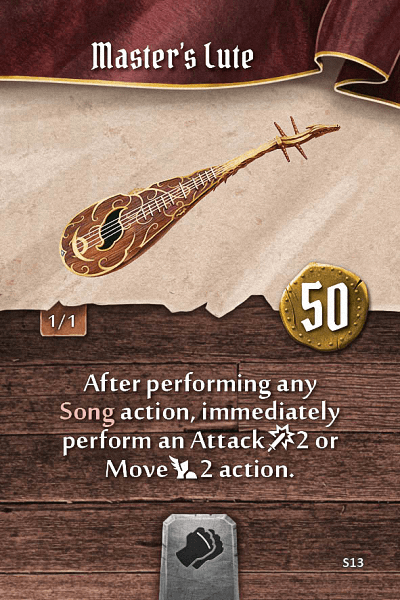 Master's Lute
50
1/1
After performing any
Song action, immediately
perform an Attack 2 or
Move 2 action.
S13